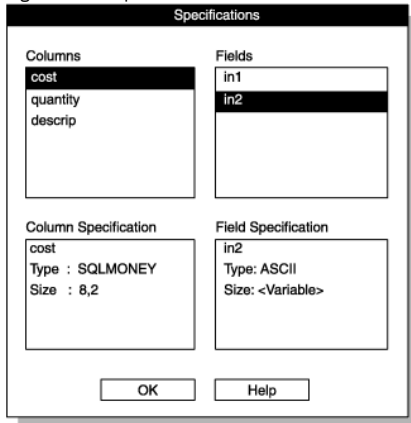 Specifications
Columns
cost
quantity
descrip
Fields
in1
in2
Column Specification
cost
Type : SQLMONEY
Size : 8,2
Field Specification
in2
Type: ASCII
Size: <Variable>
OK
Help